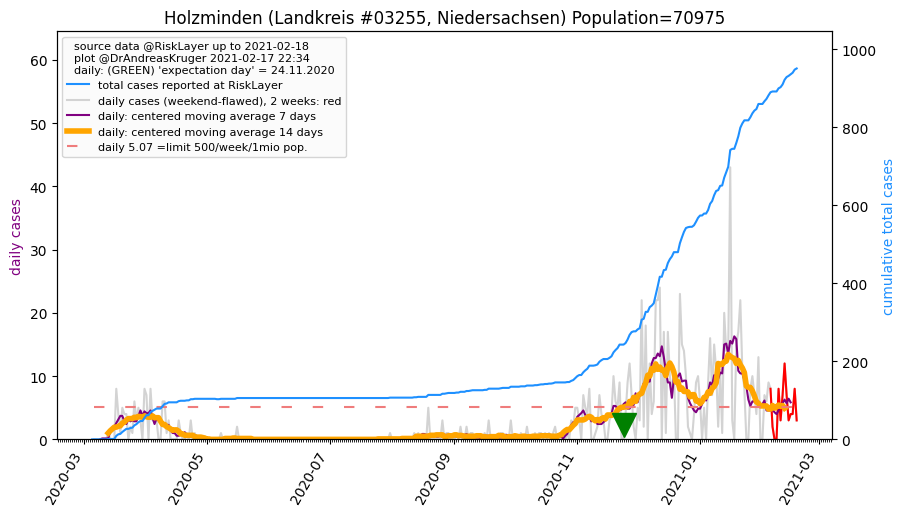 Holzminden (Landkreis #03255, Niedersachsen) Population=70975
source data @RiskLayer up to 2021-02-18
plot @DrAndreasKruger 2021-02-17 22:34
daily: (GREEN) 'expectation day' = 24.11.2020
total cases reported at RiskLayer
daily cases (weekend-flawed), 2 weeks: red
daily: centered moving average 7 days
daily: centered moving average 14 days
daily 5.07 =limit 500/week/1mio pop.
daily cases
60
50
40
30
20
10
0
cumulative total cases
1000
800
600
400
200
0
2020-03
2020-05
2020-07
2020-09
2020-11
2021-01
2021-03